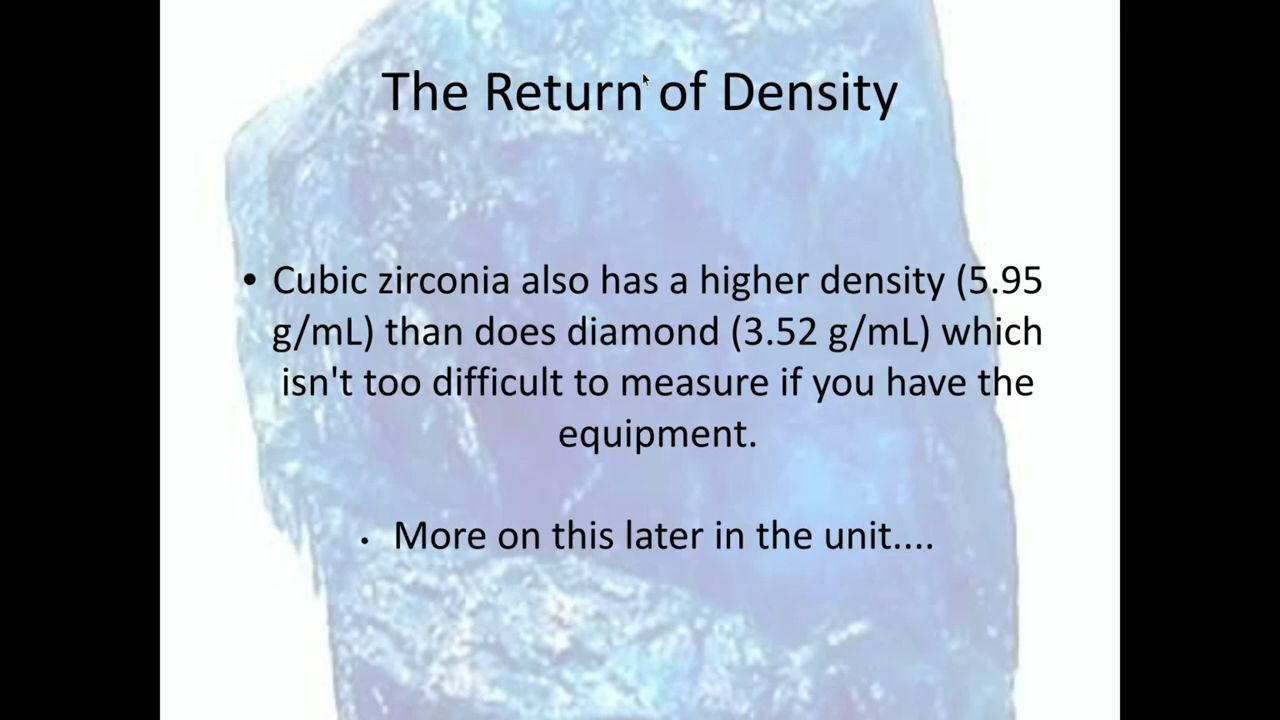 The Return of Density
• Cubic zirconia also has a higher density (5.95
g/mL) than does diamond (3.52 g/mL) which
isn't too difficult to measure if you have the
equipment.
• More on this later in the unit....